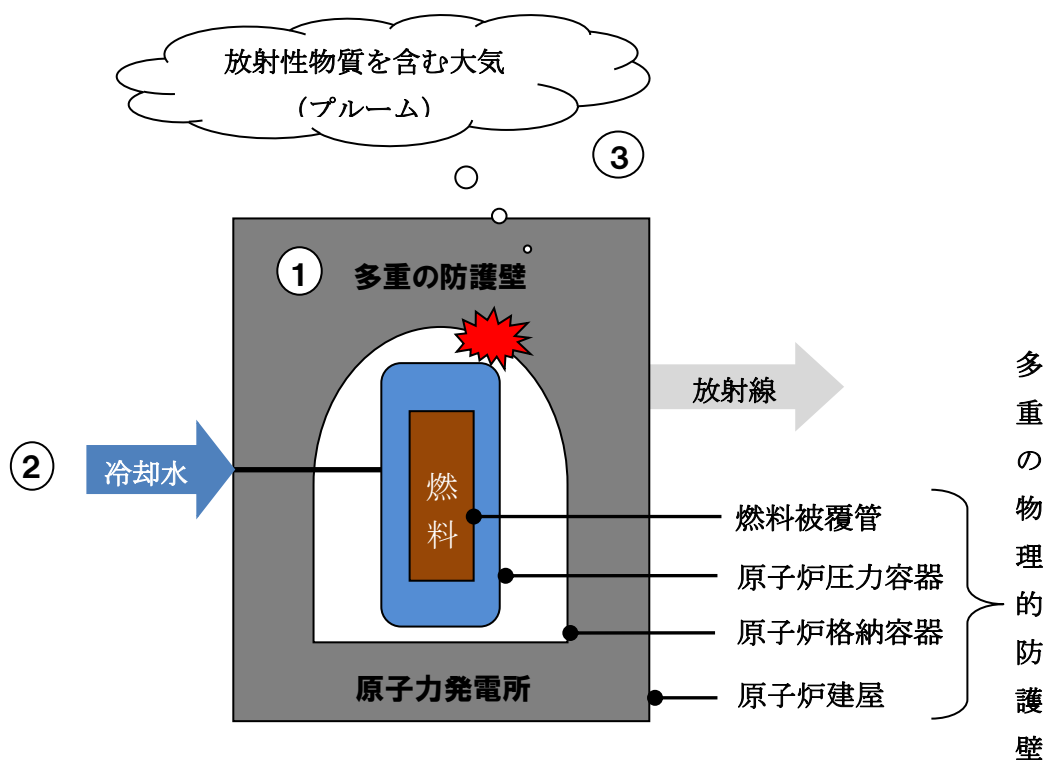 放射性物質を含む大気
（プルーム）
③
①
多重の防護壁
放射線
②
冷却水
燃料
燃料被覆管
原子炉圧力容器
原子炉格納容器
原子炉建屋
多重の物理的防護壁
原子力発電所